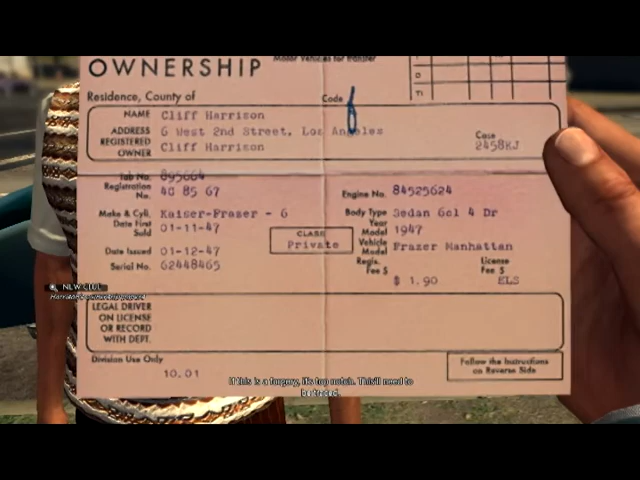 Motor Vehicles for transfer
OWNERSHIP
Residence, County of
Code
NAME Cliff Harrison
ADDRESS 6 West 2nd Street, Los Angeles
REGISTERED OWNER Cliff Harrison
Case
2458KJ
Tab No. 895664
Registration No. 40 85 67
Engine No. 84525624
Make & Cyl. Kaiser-Frazer - 6
Body Type Sedan 6cl 4 Dr
Date First Sold 01-11-47
CLASS
Private
Year Model 1947
Vehicle Model Frazer Manhattan
Date Issued 01-12-47
Serial No. 62448465
Regis. Fee $ $ 1.90
License Fee $ ELS
NEW CLUE
LEGAL DRIVER
ON LICENSE
OR RECORD
WITH DEPT.
Division Use Only
10.01
Follow the Instructions
on Reverse Side
If this is a forgery, it's top notch. This'll need to
be traced.